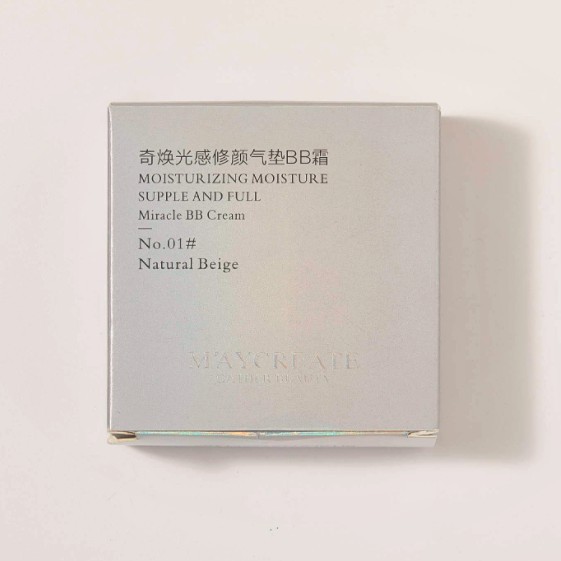 奇焕光感修颜气垫BB霜
MOISTURIZING MOISTURE
SUPPLE AND FULL
Miracle BB Cream
No.01#
Natural Beige
MAYCREATE